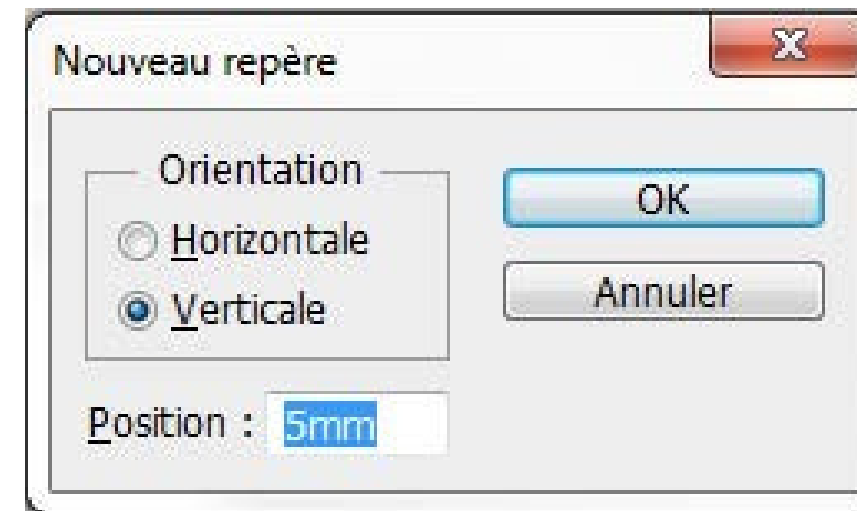 Nouveau repère
Orientation
Horizontale
Verticale
OK
Annuler
Position : 5mm